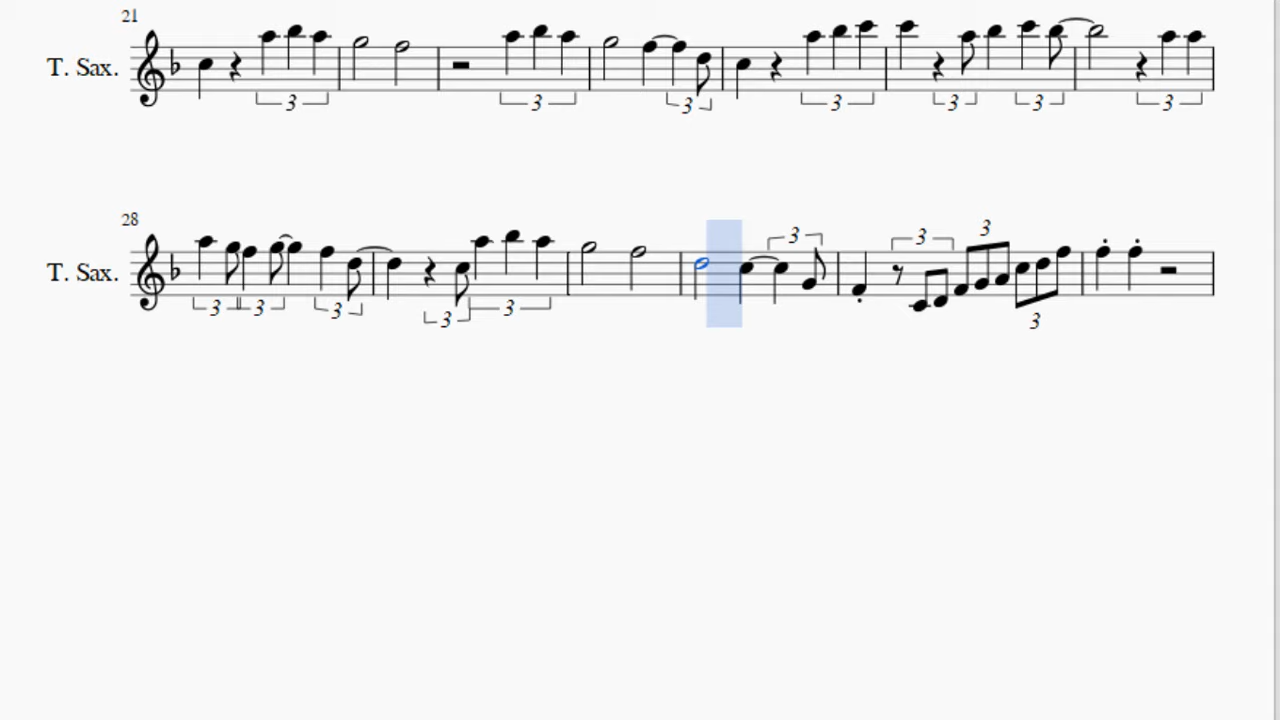 21
T. Sax.
3 3 3 3 3 3 3
28
3 3
T. Sax.
3 3 3 3 3 3
3